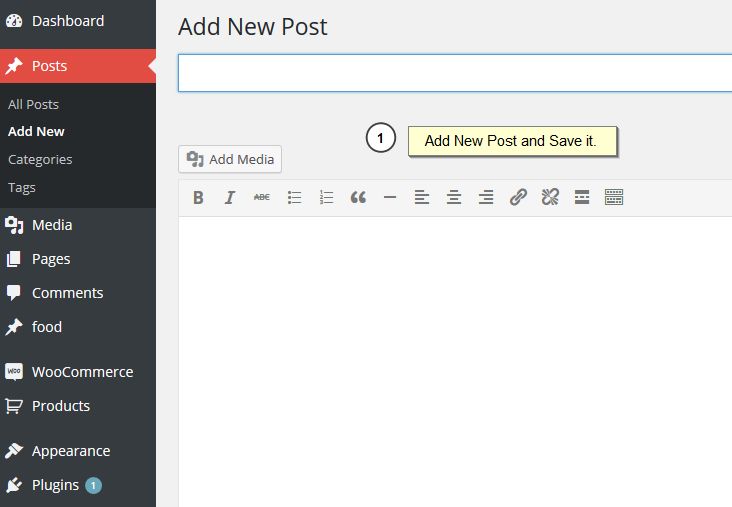 Dashboard
Posts
All Posts
Add New
Categories
Tags
Media
Pages
Comments
food
WOO WooCommerce
Products
Appearance
Plugins 1
Add New Post
1 Add New Post and Save it.
Add Media
B I ABC